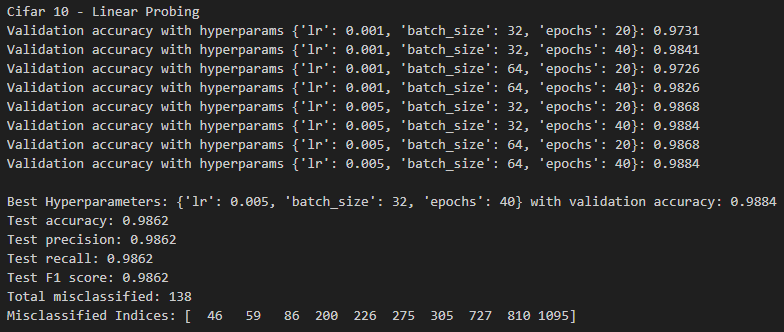 Cifar 10 - Linear Probing
Validation accuracy with hyperparams {'lr': 0.001, 'batch_size': 32, 'epochs': 20}: 0.9731
Validation accuracy with hyperparams {'lr': 0.001, 'batch_size': 32, 'epochs': 40}: 0.9841
Validation accuracy with hyperparams {'lr': 0.001, 'batch_size': 64, 'epochs': 20}: 0.9726
Validation accuracy with hyperparams {'lr': 0.001, 'batch_size': 64, 'epochs': 40}: 0.9826
Validation accuracy with hyperparams {'lr': 0.005, 'batch_size': 32, 'epochs': 20}: 0.9868
Validation accuracy with hyperparams {'lr': 0.005, 'batch_size': 32, 'epochs': 40}: 0.9884
Validation accuracy with hyperparams {'lr': 0.005, 'batch_size': 64, 'epochs': 20}: 0.9868
Validation accuracy with hyperparams {'lr': 0.005, 'batch_size': 64, 'epochs': 40}: 0.9884
Best Hyperparameters: {'lr': 0.005, 'batch_size': 32, 'epochs': 40} with validation accuracy: 0.9884
Test accuracy: 0.9862
Test precision: 0.9862
Test recall: 0.9862
Test F1 score: 0.9862
Total misclassified: 138
Misclassified Indices: [  46   59   86  200  226  275  305  727  810 1095]